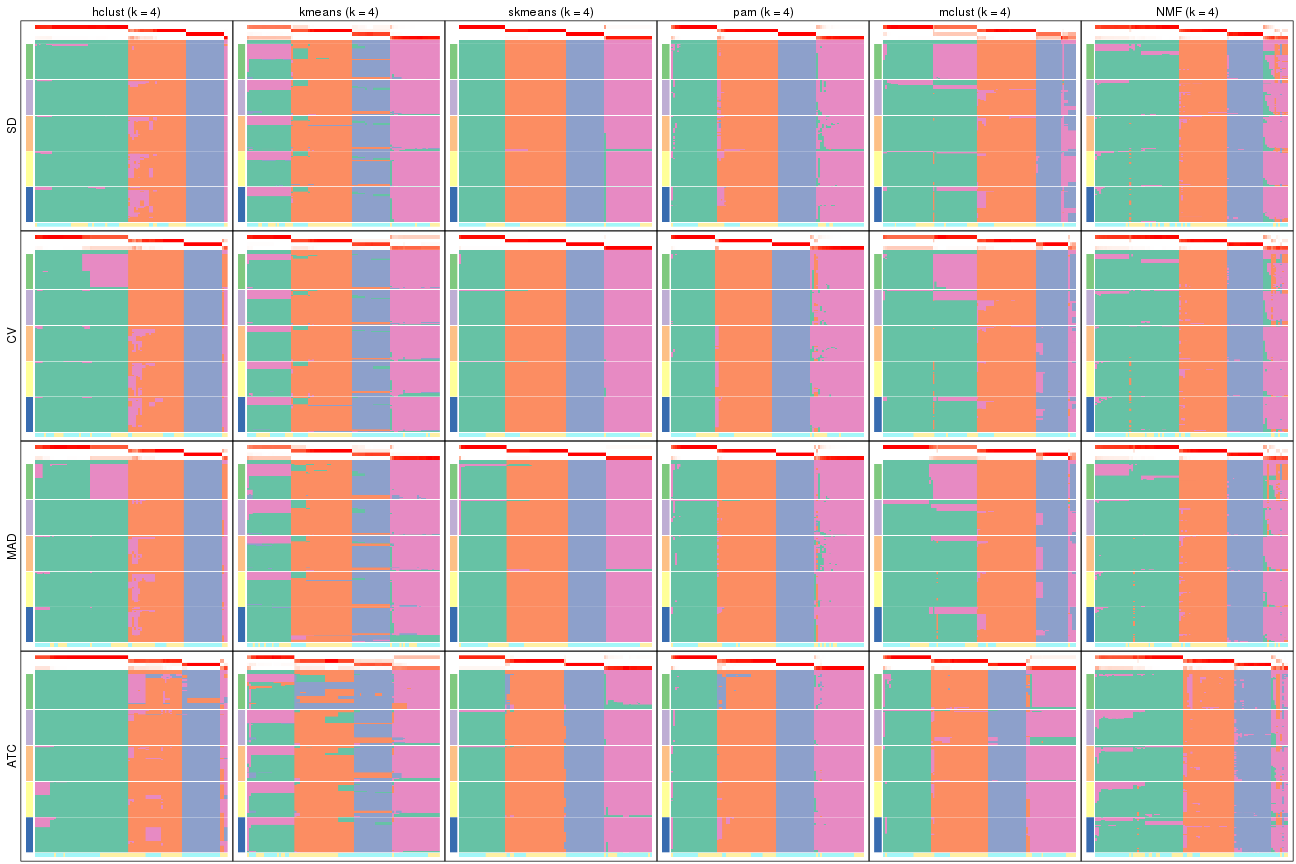 hclust (k = 4)
kmeans (k = 4)
skmeans (k = 4)
pam (k = 4)
mclust (k = 4)
NMF (k = 4)
SD
CV
MAD
ATC